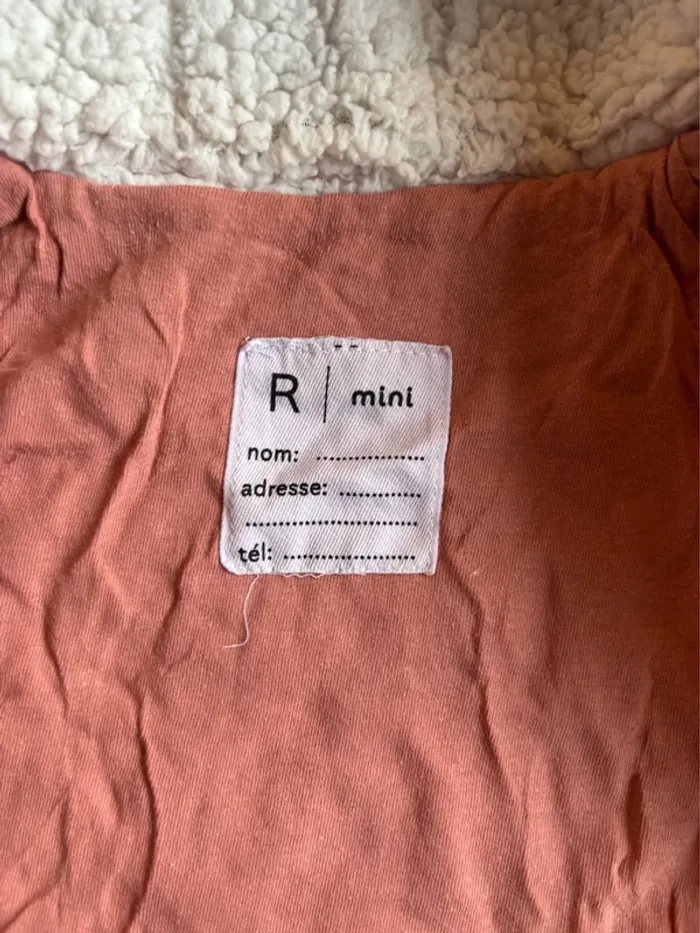 R | mini
nom: ....................
adresse: ...............
................................
tél: ........................